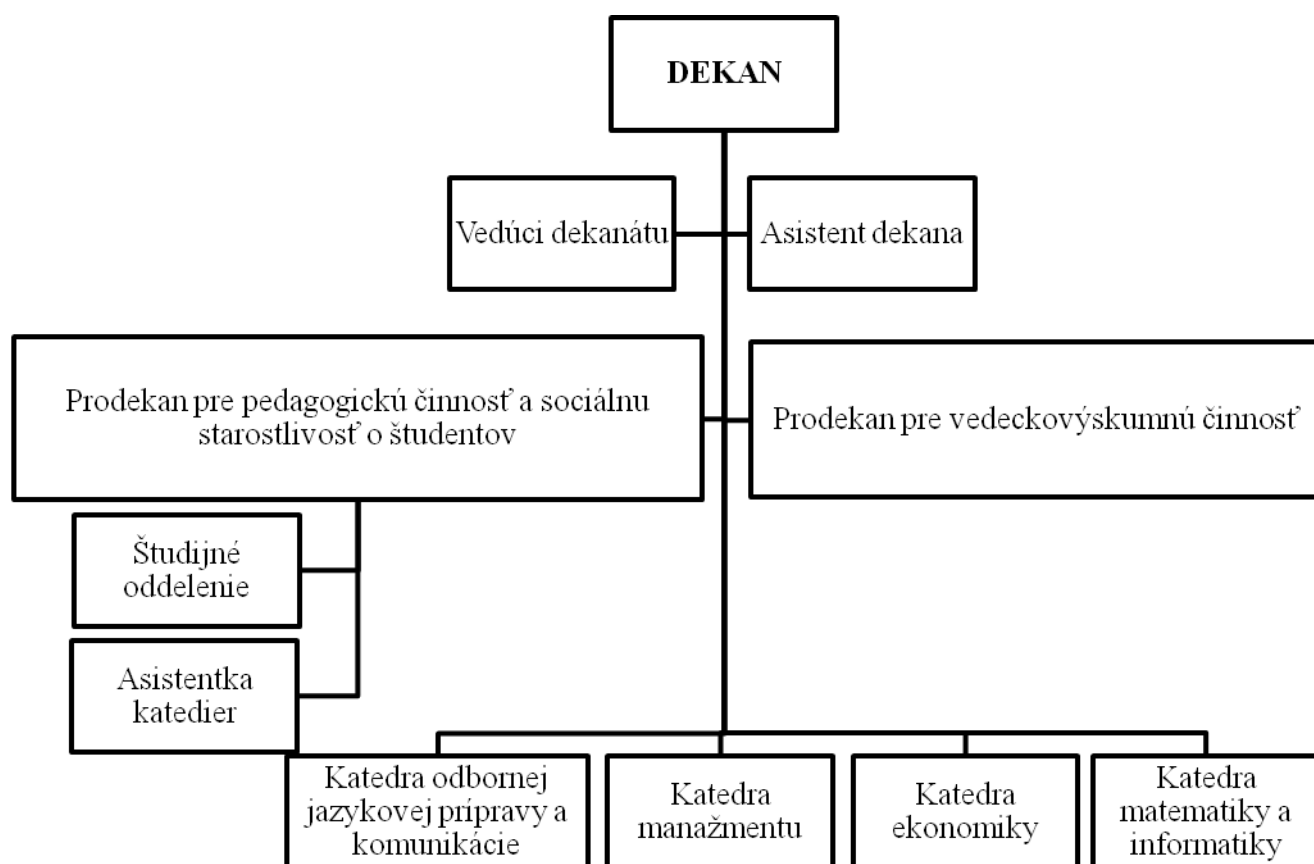 DEKAN
Vedúci dekanátu
Asistent dekana
Prodekan pre pedagogickú činnosť a sociálnu
starostlivosť o študentov
Prodekan pre vedeckovýskumnú činnosť
Študijné
oddelenie
Asistentka
katedier
Katedra odbornej
jazykovej prípravy a
komunikácie
Katedra
manažmentu
Katedra
ekonomiky
Katedra
matematiky a
informatiky